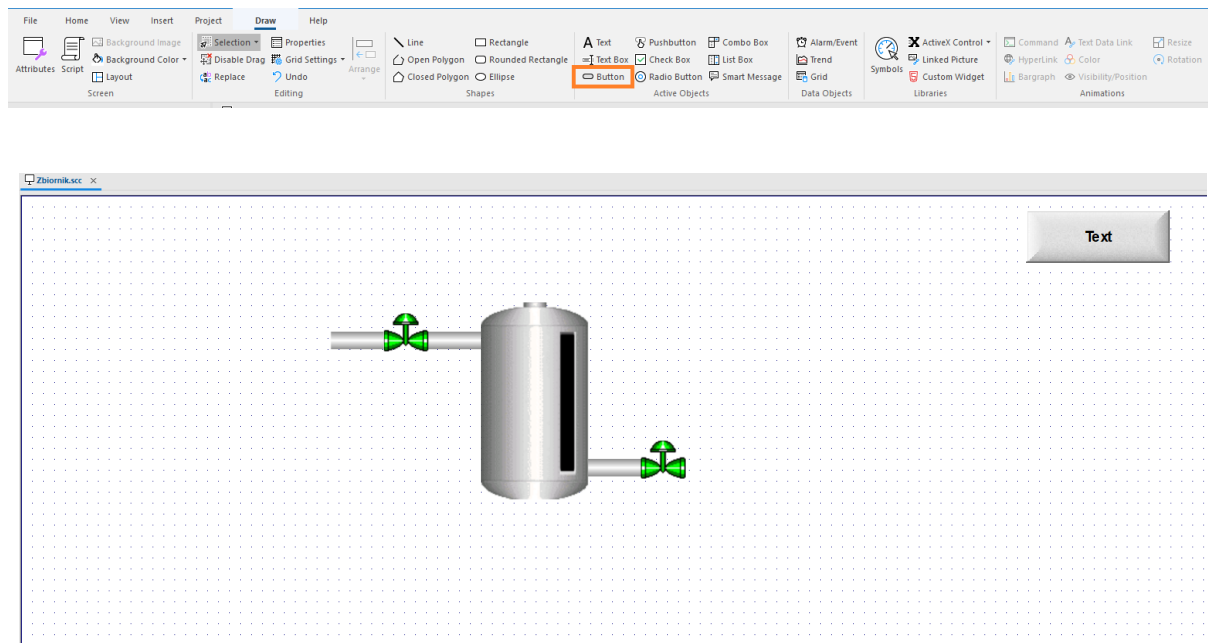 File Home View Insert Project Draw Help
Background Image Selection Properties Line Rectangle A Text Pushbutton Combo Box Alarm/Event ActiveX Control Command Text Data Link Resize
Background Color Disable Drag Grid Settings Open Polygon Rounded Rectangle Text Box Check Box List Box Trend Linked Picture HyperLink Color Rotation
Attributes Script Layout Replace Undo Arrange Closed Polygon Ellipse Button Radio Button Smart Message Grid Symbols Custom Widget Bargraph Visibility/Position
Screen Editing Shapes Active Objects Data Objects Libraries Animations
Zbiornik.scc
Text